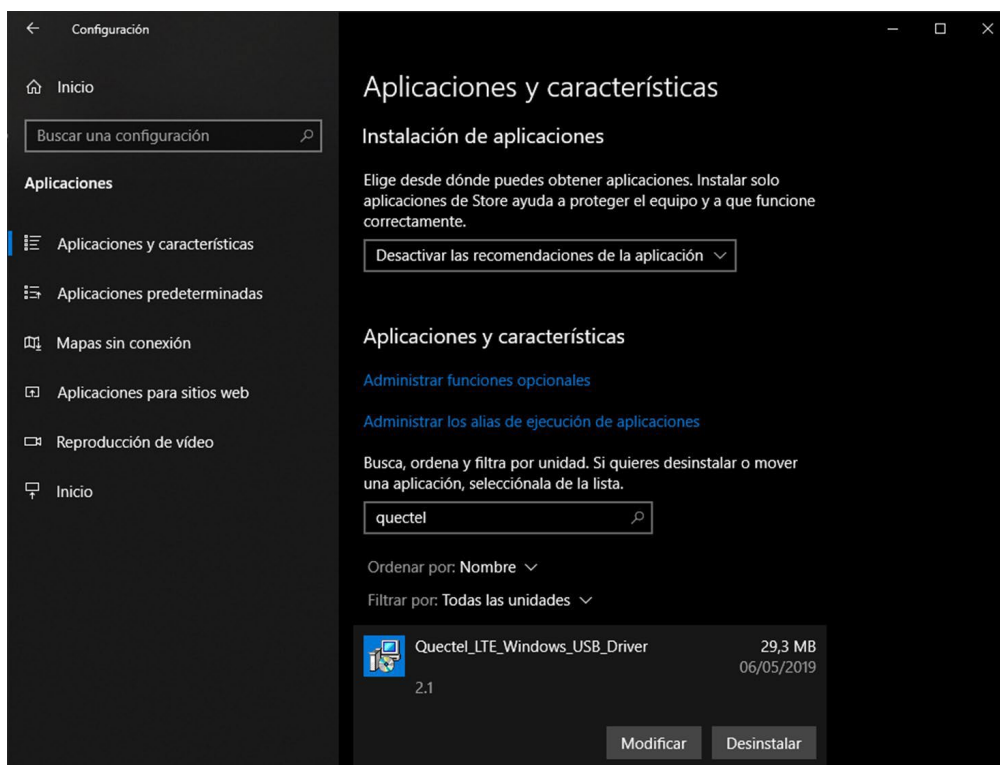 Configuración
Inicio
Buscar una configuración
Aplicaciones
Aplicaciones y características
Aplicaciones predeterminadas
Mapas sin conexión
Aplicaciones para sitios web
Reproducción de vídeo
Inicio
Aplicaciones y características
Instalación de aplicaciones
Elige desde dónde puedes obtener aplicaciones. Instalar solo
aplicaciones de Store ayuda a proteger el equipo y a que funcione
correctamente.
Desactivar las recomendaciones de la aplicación
Aplicaciones y características
Administrar funciones opcionales
Administrar los alias de ejecución de aplicaciones
Busca, ordena y filtra por unidad. Si quieres desinstalar o mover
una aplicación, selecciónala de la lista.
quectel
Ordenar por: Nombre
Filtrar por: Todas las unidades
Quectel_LTE_Windows_USB_Driver 29,3 MB
06/05/2019
2.1
Modificar Desinstalar